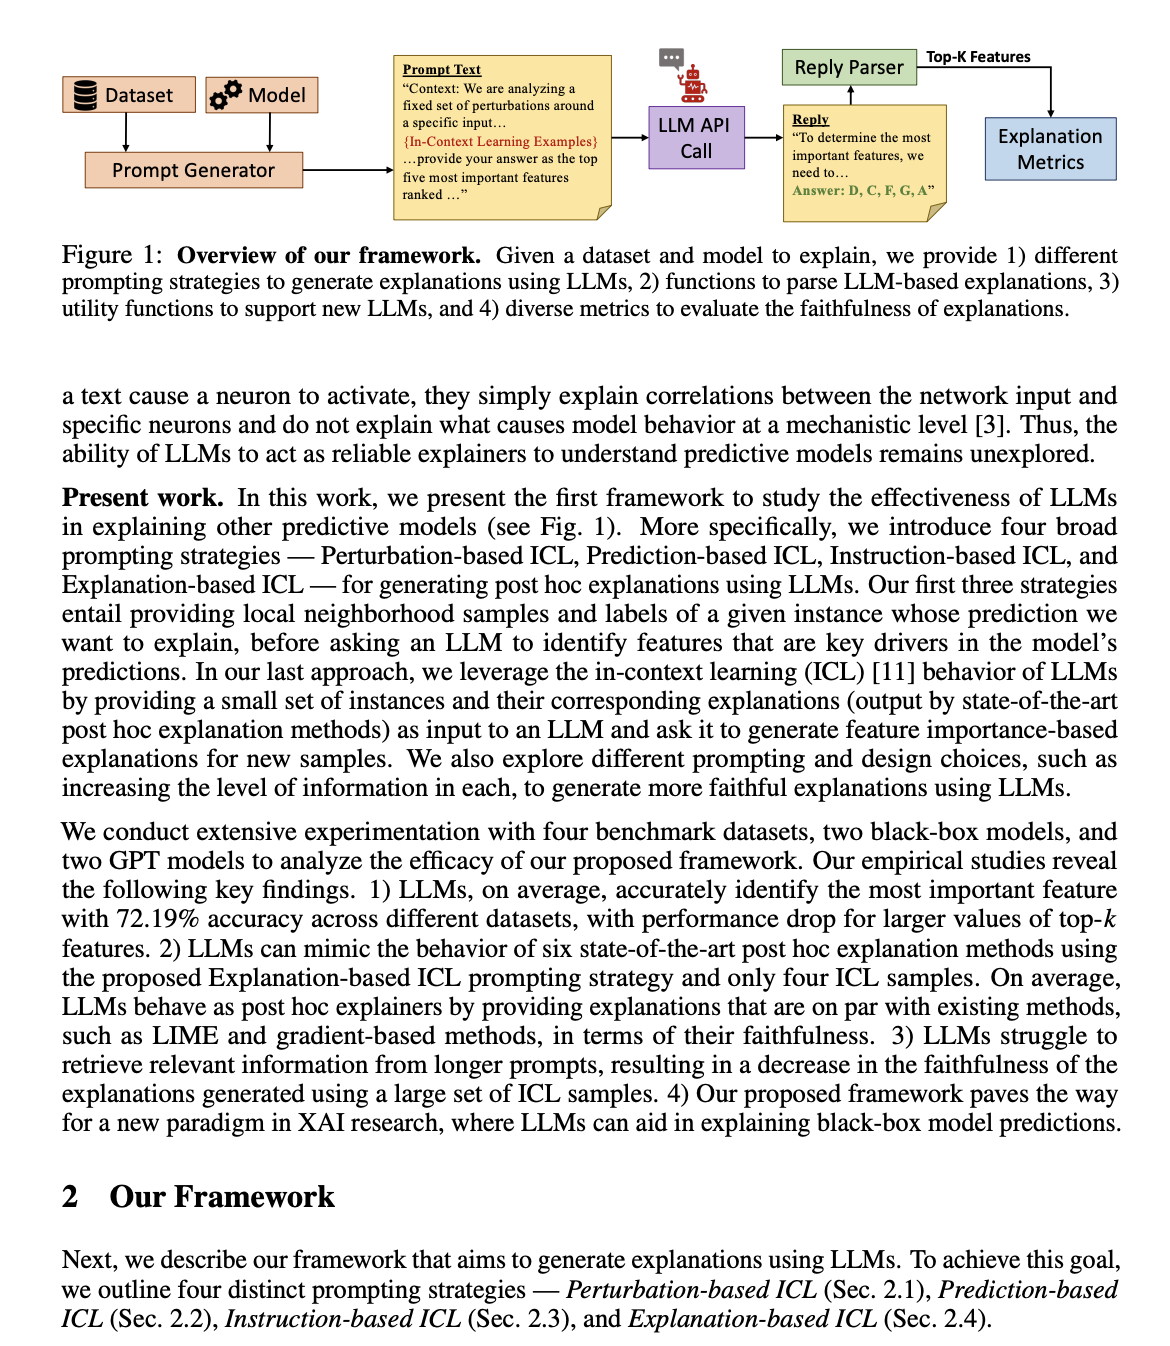 Dataset
Model
Prompt Generator
Prompt Text
“Context: We are analyzing a
fixed set of perturbations around
a specific input…
{In-Context Learning Examples}
…provide your answer as the top
five most important features
ranked …”
LLM API
Call
Reply Parser
Reply
“To determine the most
important features, we
need to…
Answer: D, C, F, G, A”
Top-K Features
Explanation
Metrics
Figure 1: Overview of our framework. Given a dataset and model to explain, we provide 1) different
prompting strategies to generate explanations using LLMs, 2) functions to parse LLM-based explanations, 3)
utility functions to support new LLMs, and 4) diverse metrics to evaluate the faithfulness of explanations.
a text cause a neuron to activate, they simply explain correlations between the network input and
specific neurons and do not explain what causes model behavior at a mechanistic level [3]. Thus, the
ability of LLMs to act as reliable explainers to understand predictive models remains unexplored.
Present work. In this work, we present the first framework to study the effectiveness of LLMs
in explaining other predictive models (see Fig. 1). More specifically, we introduce four broad
prompting strategies — Perturbation-based ICL, Prediction-based ICL, Instruction-based ICL, and
Explanation-based ICL — for generating post hoc explanations using LLMs. Our first three strategies
entail providing local neighborhood samples and labels of a given instance whose prediction we
want to explain, before asking an LLM to identify features that are key drivers in the model’s
predictions. In our last approach, we leverage the in-context learning (ICL) [11] behavior of LLMs
by providing a small set of instances and their corresponding explanations (output by state-of-the-art
post hoc explanation methods) as input to an LLM and ask it to generate feature importance-based
explanations for new samples. We also explore different prompting and design choices, such as
increasing the level of information in each, to generate more faithful explanations using LLMs.
We conduct extensive experimentation with four benchmark datasets, two black-box models, and
two GPT models to analyze the efficacy of our proposed framework. Our empirical studies reveal
the following key findings. 1) LLMs, on average, accurately identify the most important feature
with 72.19% accuracy across different datasets, with performance drop for larger values of top-k
features. 2) LLMs can mimic the behavior of six state-of-the-art post hoc explanation methods using
the proposed Explanation-based ICL prompting strategy and only four ICL samples. On average,
LLMs behave as post hoc explainers by providing explanations that are on par with existing methods,
such as LIME and gradient-based methods, in terms of their faithfulness. 3) LLMs struggle to
retrieve relevant information from longer prompts, resulting in a decrease in the faithfulness of the
explanations generated using a large set of ICL samples. 4) Our proposed framework paves the way
for a new paradigm in XAI research, where LLMs can aid in explaining black-box model predictions.
2 Our Framework
Next, we describe our framework that aims to generate explanations using LLMs. To achieve this goal,
we outline four distinct prompting strategies — Perturbation-based ICL (Sec. 2.1), Prediction-based
ICL (Sec. 2.2), Instruction-based ICL (Sec. 2.3), and Explanation-based ICL (Sec. 2.4).